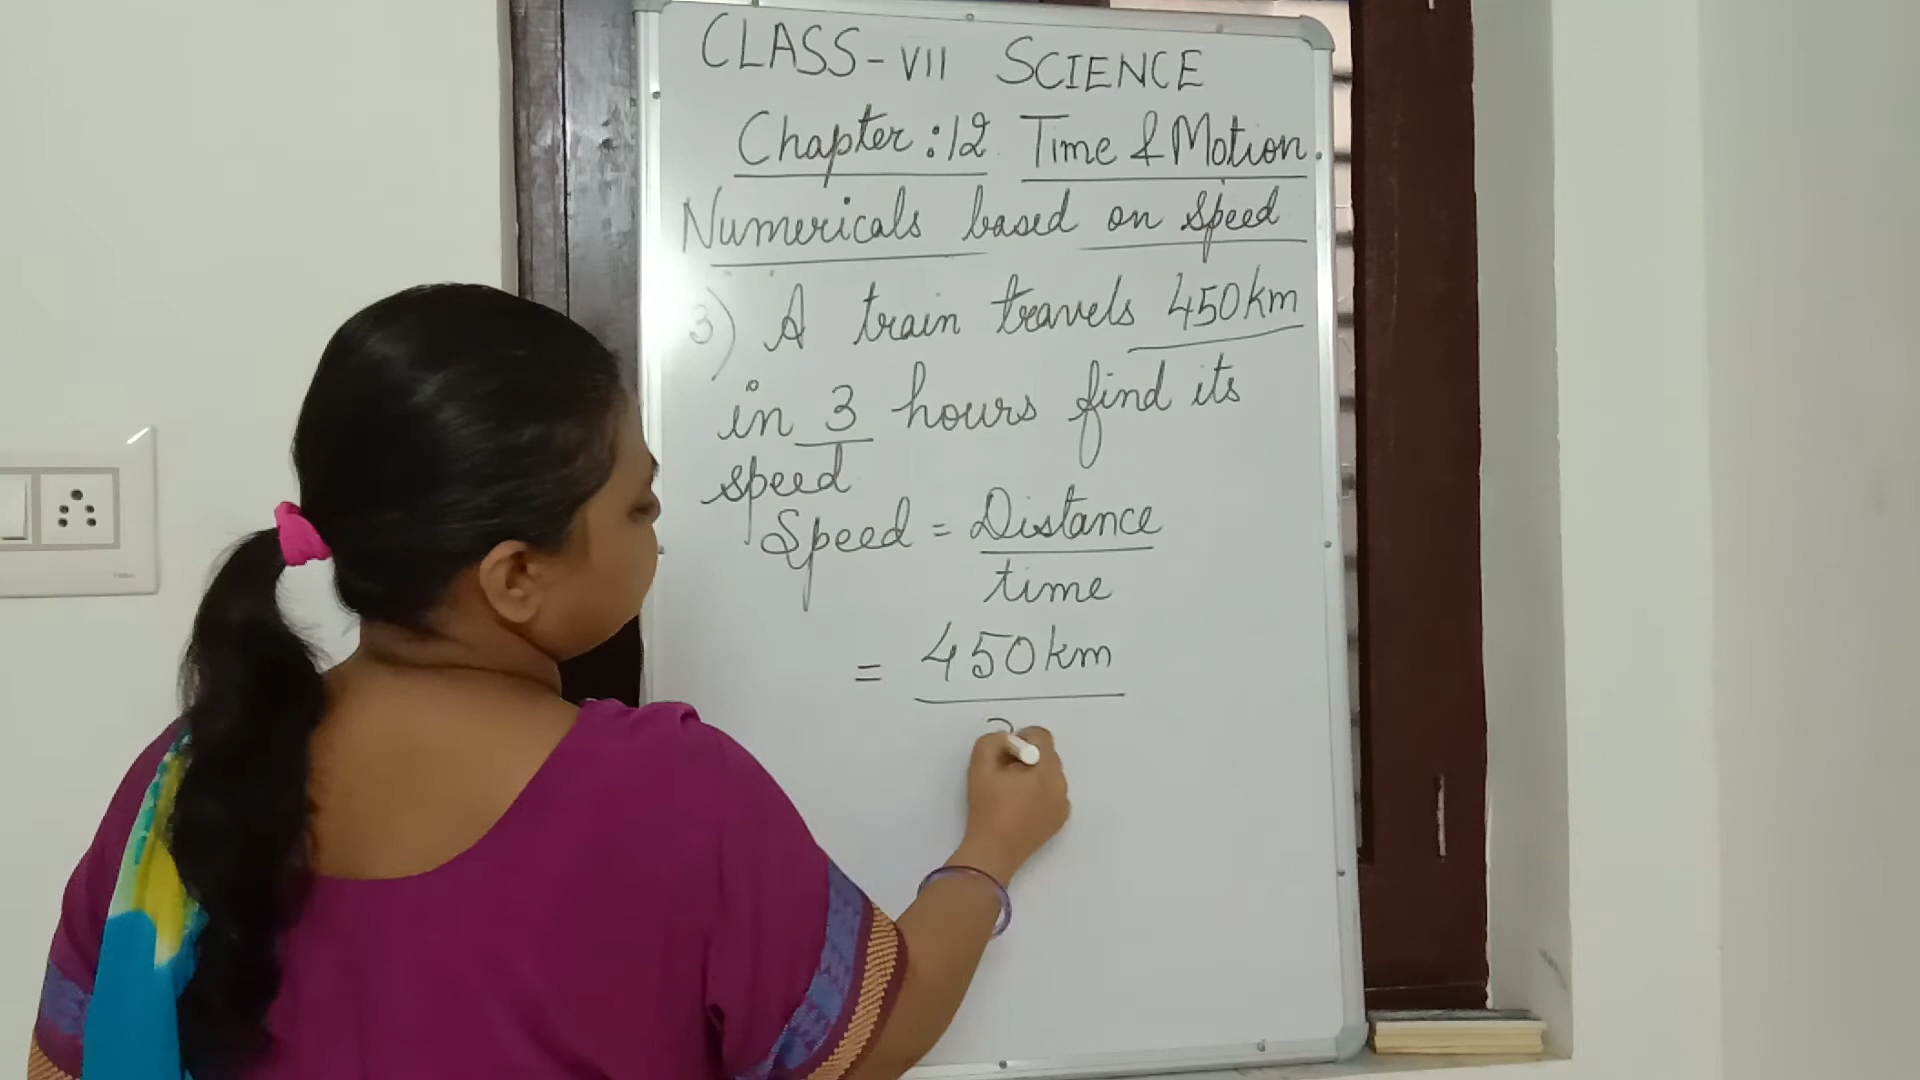 CLASS-VII SCIENCE
Chapter:12 Time & Motion.
Numericals based on speed
3) A train travels 450km
in 3 hours find its
speed
Speed = Distance
time
= 450km